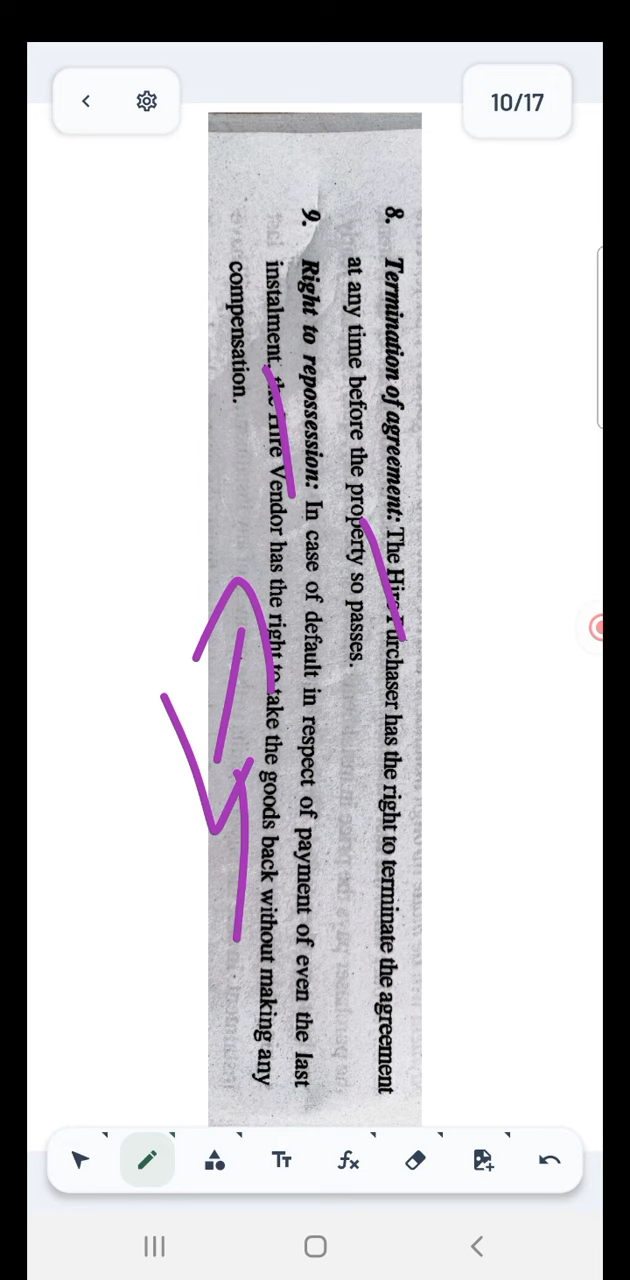 10/17
8. Termination of agreement: The Hire Purchaser has the right to terminate the agreement
at any time before the property so passes.
9. Right to repossession: In case of default in respect of payment of even the last
instalment, the Hire Vendor has the right to take the goods back without making any
compensation.
Tт
fx